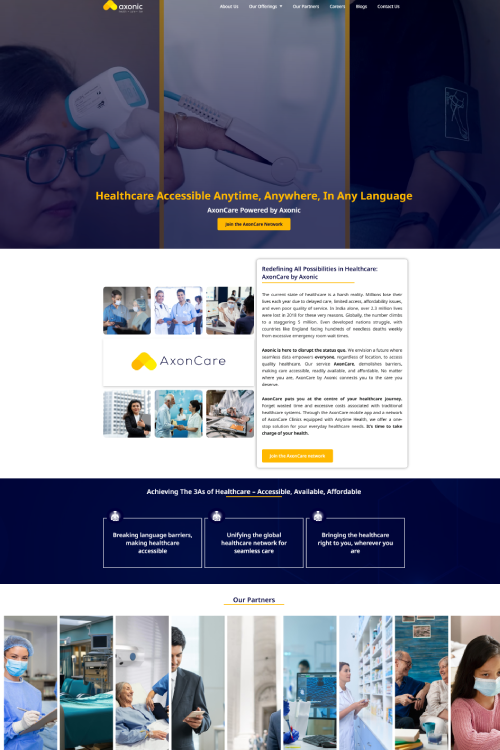 axonic
About Us Our Offerings Our Partners Careers Blogs Contact Us
Healthcare Accessible Anytime, Anywhere, In Any Language
AxonCare Powered by Axonic
Join the AxonCare Network
Redefining All Possibilities in Healthcare:
AxonCare by Axonic
The current state of healthcare is a harsh reality. Millions lose their
lives each year due to delayed care, limited access, affordability issues,
and even poor quality of service. In India alone, over 2.3 million lives
were lost in 2018 for these very reasons. Globally, the number climbs
to a staggering 5 million. Even developed nations struggle, with
countries like England facing hundreds of needless deaths weekly
from excessive emergency room wait times.
Axonic is here to disrupt the status quo. We envision a future where
seamless data empowers everyone, regardless of location, to access
quality healthcare. Our service AxonCare, demolishes barriers,
making care accessible, readily available, and affordable. No matter
where you are, AxonCare by Axonic connects you to the care you
deserve.
AxonCare puts you at the centre of your healthcare journey.
Forget wasted time and excessive costs associated with traditional
healthcare systems. Through the AxonCare mobile app and a network
of AxonCare Clinics equipped with Anytime Health, we offer a one-
stop solution for your everyday healthcare needs. It's time to take
charge of your health.
Join the AxonCare network
AxonCare
Achieving The 3As of Healthcare – Accessible, Available, Affordable
Breaking language barriers,
making healthcare
accessible
Unifying the global
healthcare network for
seamless care
Bringing the healthcare
right to you, wherever you
are
Our Partners